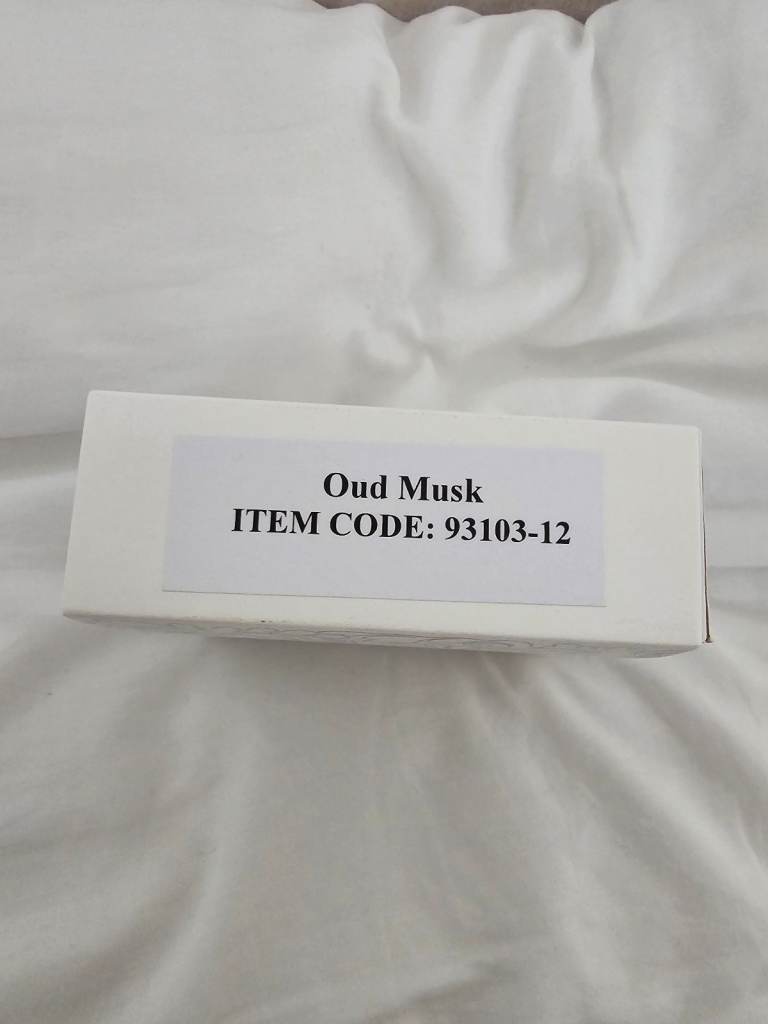 Oud Musk
ITEM CODE: 93103-12